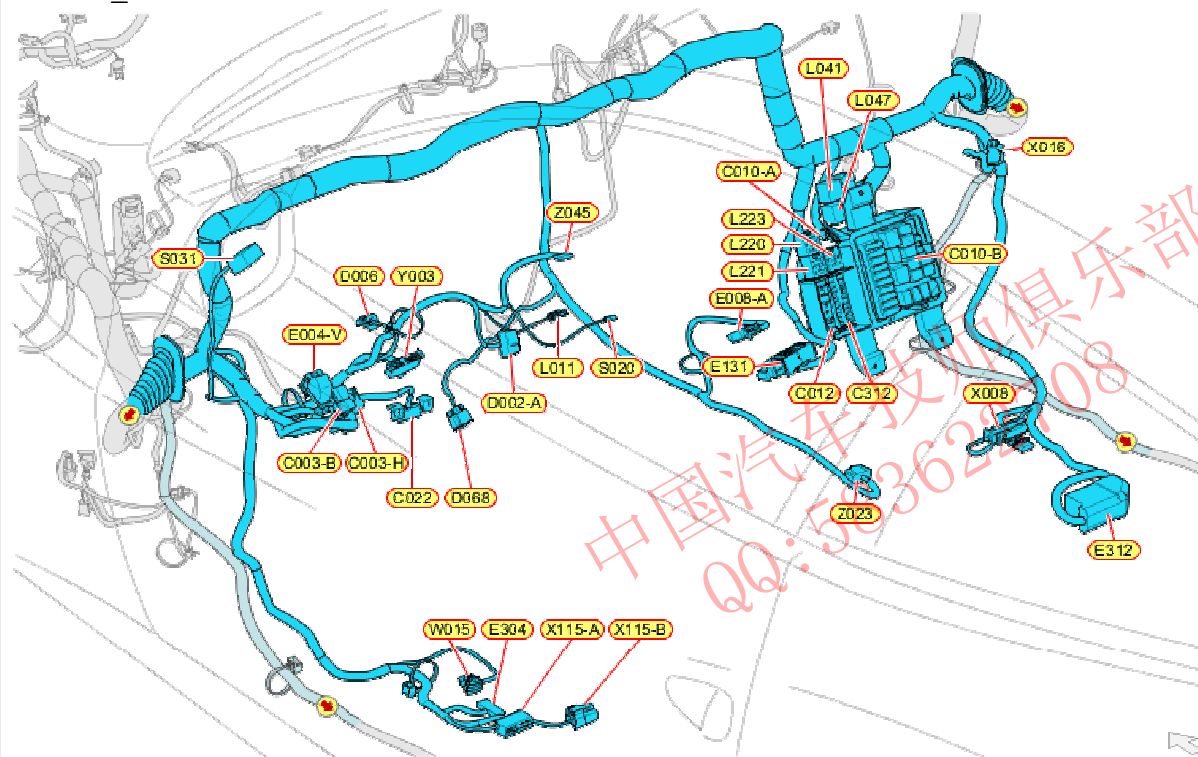 L041
L047
X016
C010-A
Z045
L223
L220
C010-B
S031
L221
D006
Y003
E008-A
E004-V
L011
S020
E131
D002-A
C012
C312
X008
C003-B
C003-H
C022
D068
Z023
E312
W015
E304
X115-A
X115-B
中国汽车技师俱乐部